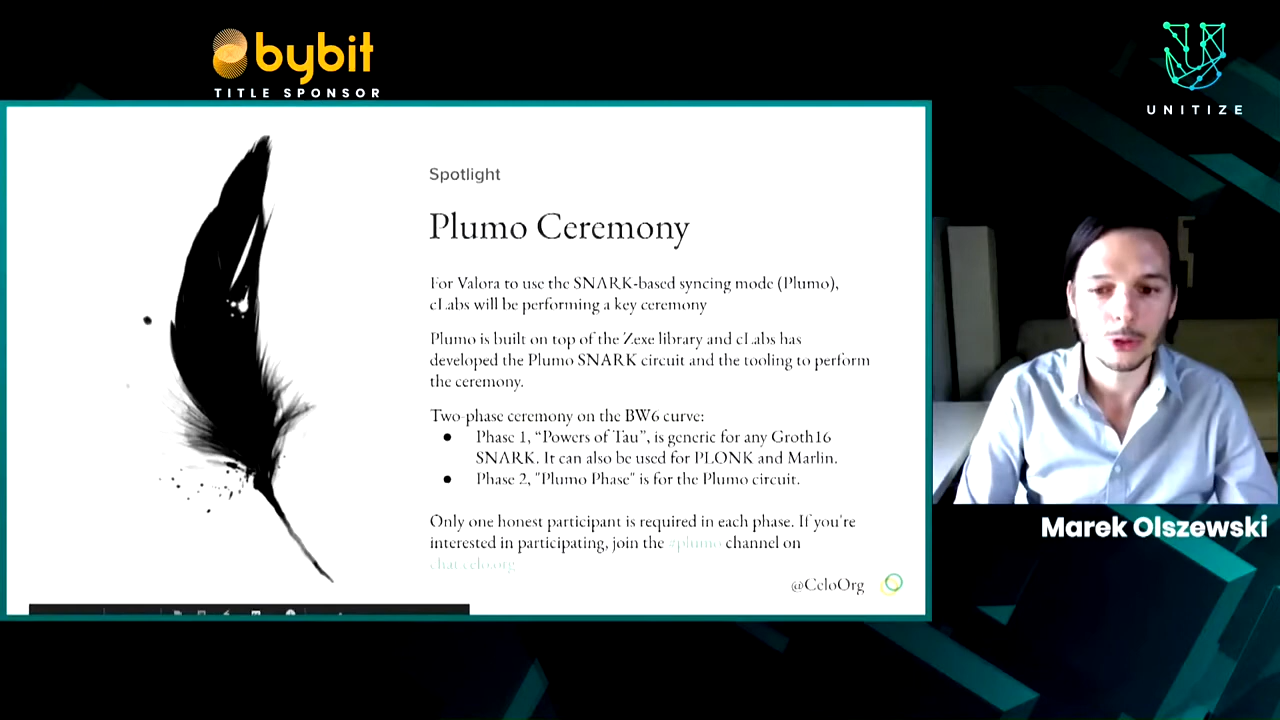 bybit
TITLE SPONSOR
UNITIZE
Spotlight
Plumo Ceremony
For Valora to use the SNARK-based syncing mode (Plumo),
cLabs will be performing a key ceremony
Plumo is built on top of the Zexe library and cLabs has
developed the Plumo SNARK circuit and the tooling to perform
the ceremony.
Two-phase ceremony on the BW6 curve:
● Phase 1, “Powers of Tau”, is generic for any Groth16
SNARK. It can also be used for PLONK and Marlin.
● Phase 2, "Plumo Phase" is for the Plumo circuit.
Only one honest participant is required in each phase. If you're
interested in participating, join the #plumo channel on
chat.celo.org
@CeloOrg
Marek Olszewski